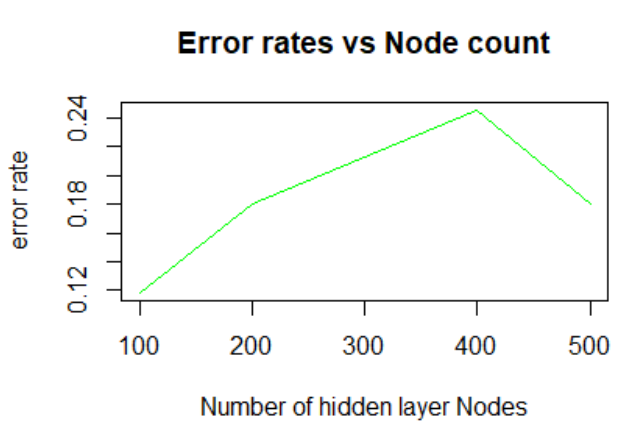 Error rates vs Node count
error rate
0.24
0.18
0.12
100 200 300 400 500
Number of hidden layer Nodes